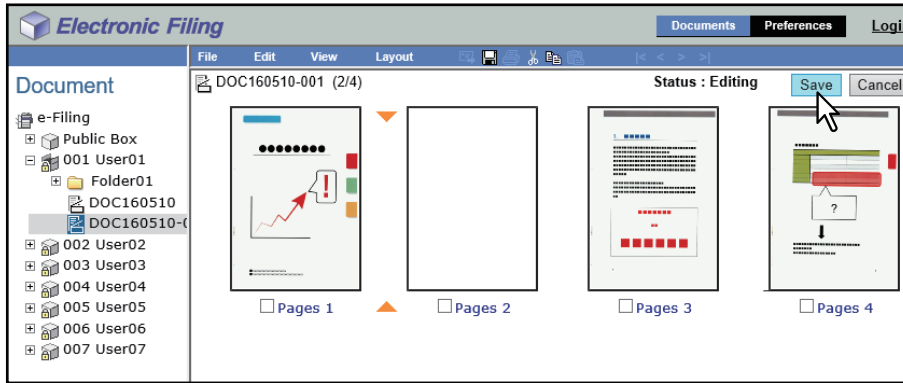 Electronic Filing
Documents Preferences Logi
File Edit View Layout |< < > >|
Document
DOC160510-001 (2/4) Status : Editing Save Cancel
e-Filing
Public Box
001 User01
Folder01
DOC160510
DOC160510-0
002 User02
003 User03
004 User04
005 User05
006 User06
007 User07
!
?
Pages 1 Pages 2 Pages 3 Pages 4